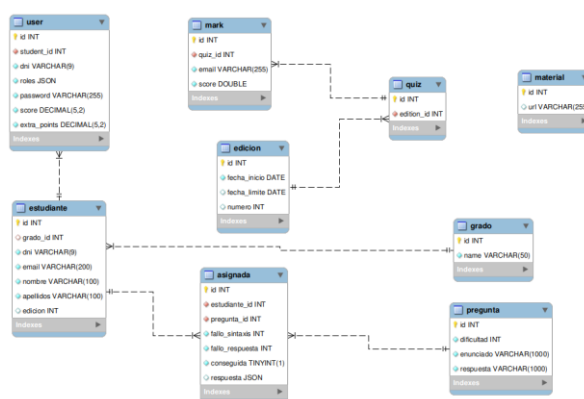 user
id INT
student_id INT
dni VARCHAR(9)
roles JSON
password VARCHAR(255)
score DECIMAL(5,2)
extra_points DECIMAL(5,2)
Indexes
mark
id INT
quiz_id INT
email VARCHAR(255)
score DOUBLE
Indexes
quiz
id INT
edition_id INT
Indexes
material
id INT
url VARCHAR(255)
Indexes
edicion
id INT
fecha_inicio DATE
fecha_limite DATE
numero INT
Indexes
estudiante
id INT
grado_id INT
dni VARCHAR(9)
email VARCHAR(200)
nombre VARCHAR(100)
apellidos VARCHAR(100)
edicion INT
Indexes
grado
id INT
name VARCHAR(50)
Indexes
asignada
id INT
estudiante_id INT
pregunta_id INT
fallo_sintaxis INT
fallo_respuesta INT
conseguida TINYINT(1)
respuesta JSON
Indexes
pregunta
id INT
dificultad INT
enunciado VARCHAR(1000)
respuesta VARCHAR(1000)
Indexes